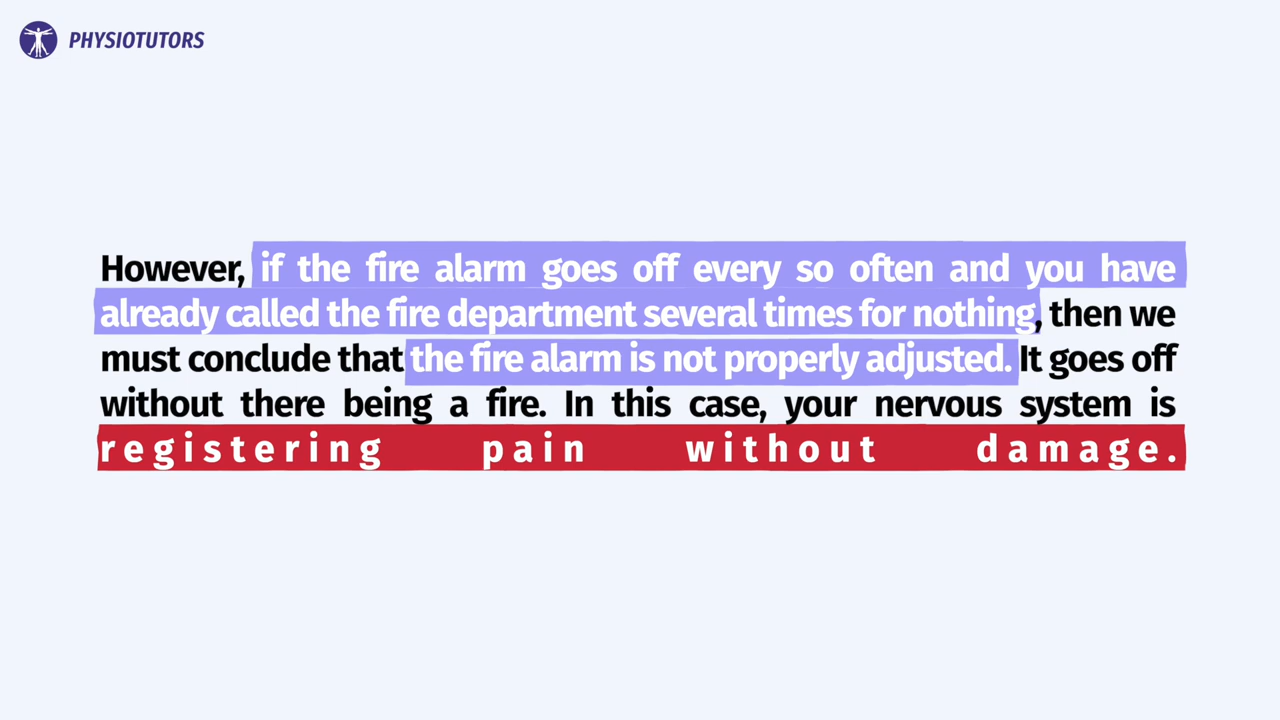 PHYSIOTUTORS
However, if the fire alarm goes off every so often and you have
already called the fire department several times for nothing, then we
must conclude that the fire alarm is not properly adjusted. It goes off
without there being a fire. In this case, your nervous system is
registering pain without damage.